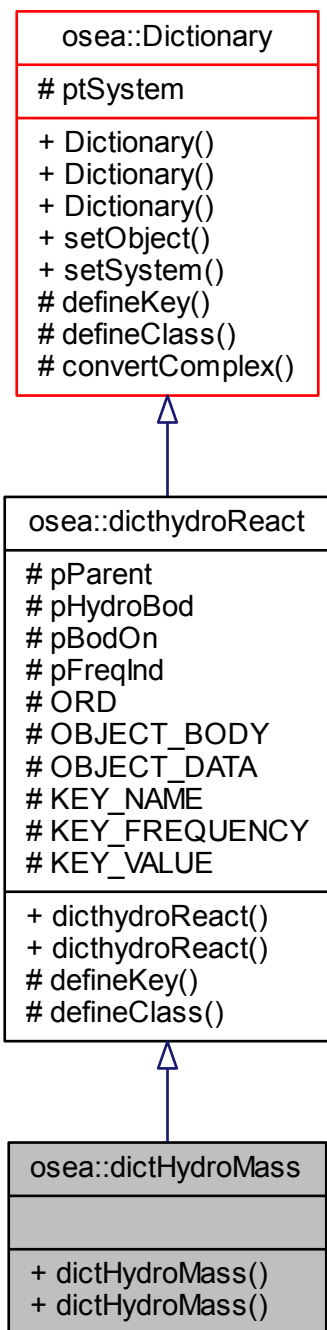 osea::Dictionary
# ptSystem
+ Dictionary()
+ Dictionary()
+ Dictionary()
+ setObject()
+ setSystem()
# defineKey()
# defineClass()
# convertComplex()
osea::dicthydroReact
# pParent
# pHydroBod
# pBodOn
# pFreqInd
# ORD
# OBJECT_BODY
# OBJECT_DATA
# KEY_NAME
# KEY_FREQUENCY
# KEY_VALUE
+ dicthydroReact()
+ dicthydroReact()
# defineKey()
# defineClass()
osea::dictHydroMass
+ dictHydroMass()
+ dictHydroMass()